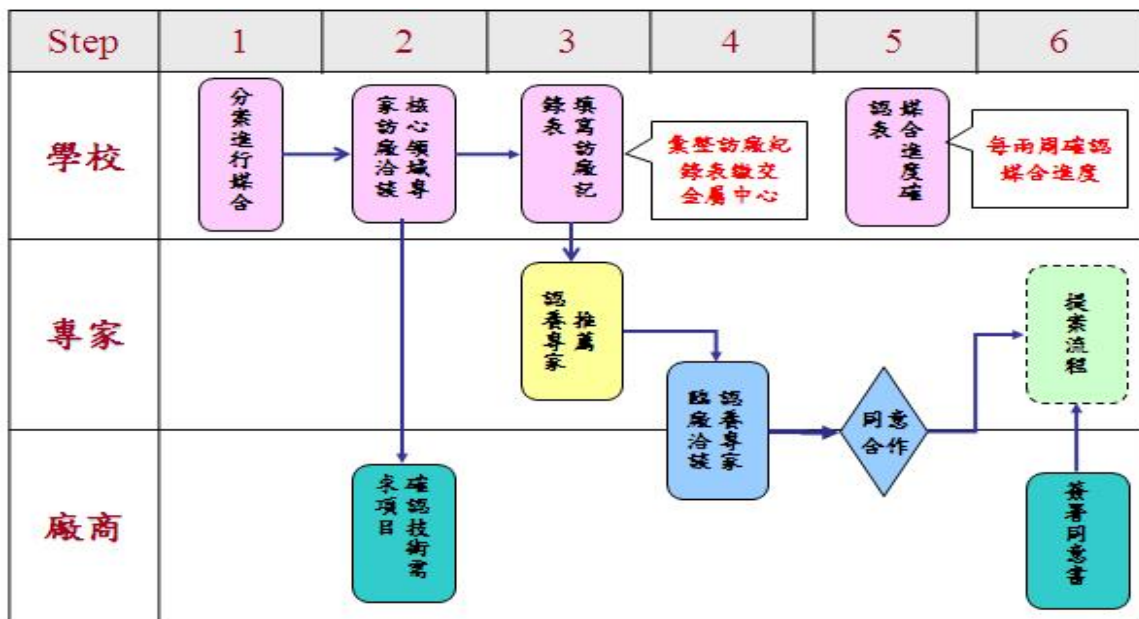 Step 1 2 3 4 5 6
學校
分案進行媒合
核心領域專
家訪廠洽談
填寫訪廠記
錄表
彙整訪廠紀
錄表繳交
金屬中心
媒合進度確
認表
每兩周確認
媒合進度
專家
推薦
認養專家
認養專家
臨廠洽談
同意
合作
提案流程
廠商
確認技術需
求項目
簽署同意書